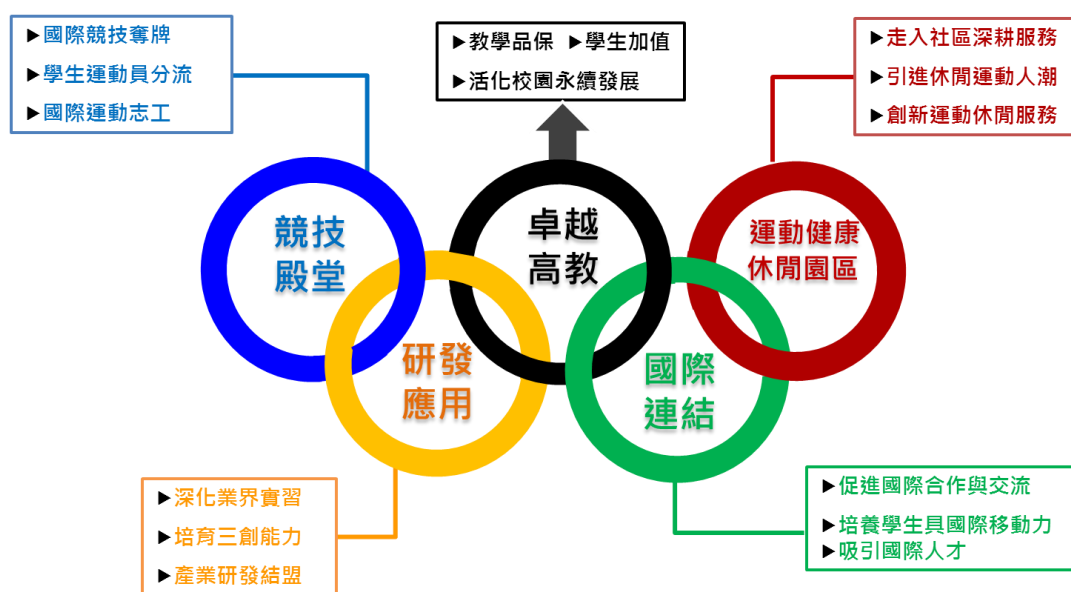 ▶國際競技奪牌
▶學生運動員分流
▶國際運動志工
▶教學品保 ▶學生加值
▶活化校園永續發展
▶走入社區深耕服務
▶引進休閒運動人潮
▶創新運動休閒服務
競技
殿堂
卓越
高教
運動健康
休閒園區
研發
應用
國際
連結
▶深化業界實習
▶培育三創能力
▶產業研發結盟
▶促進國際合作與交流
▶培養學生具國際移動力
▶吸引國際人才